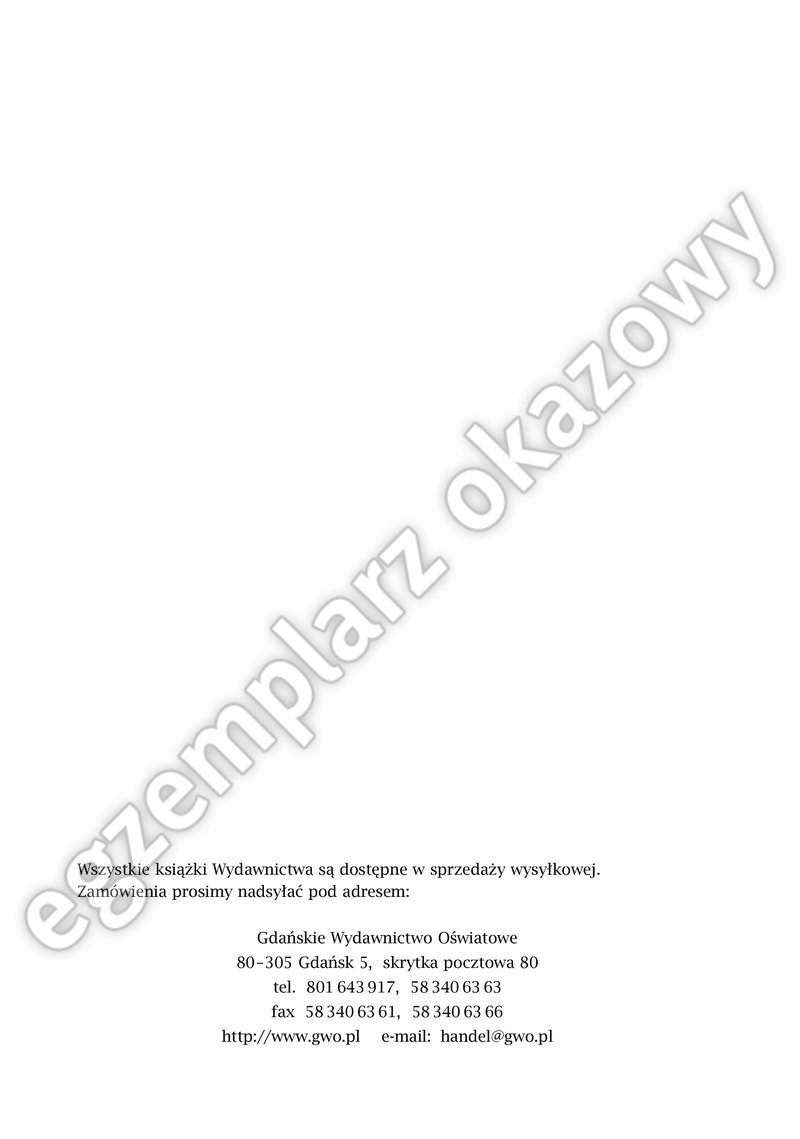 egzemplarz okazowy
Wszystkie książki Wydawnictwa są dostępne w sprzedaży wysyłkowej.
Zamówienia prosimy nadsyłać pod adresem:
Gdańskie Wydawnictwo Oświatowe
80–305 Gdańsk 5, skrytka pocztowa 80
tel. 801 643 917, 58 340 63 63
fax 58 340 63 61, 58 340 63 66
http://www.gwo.pl e-mail: handel@gwo.pl